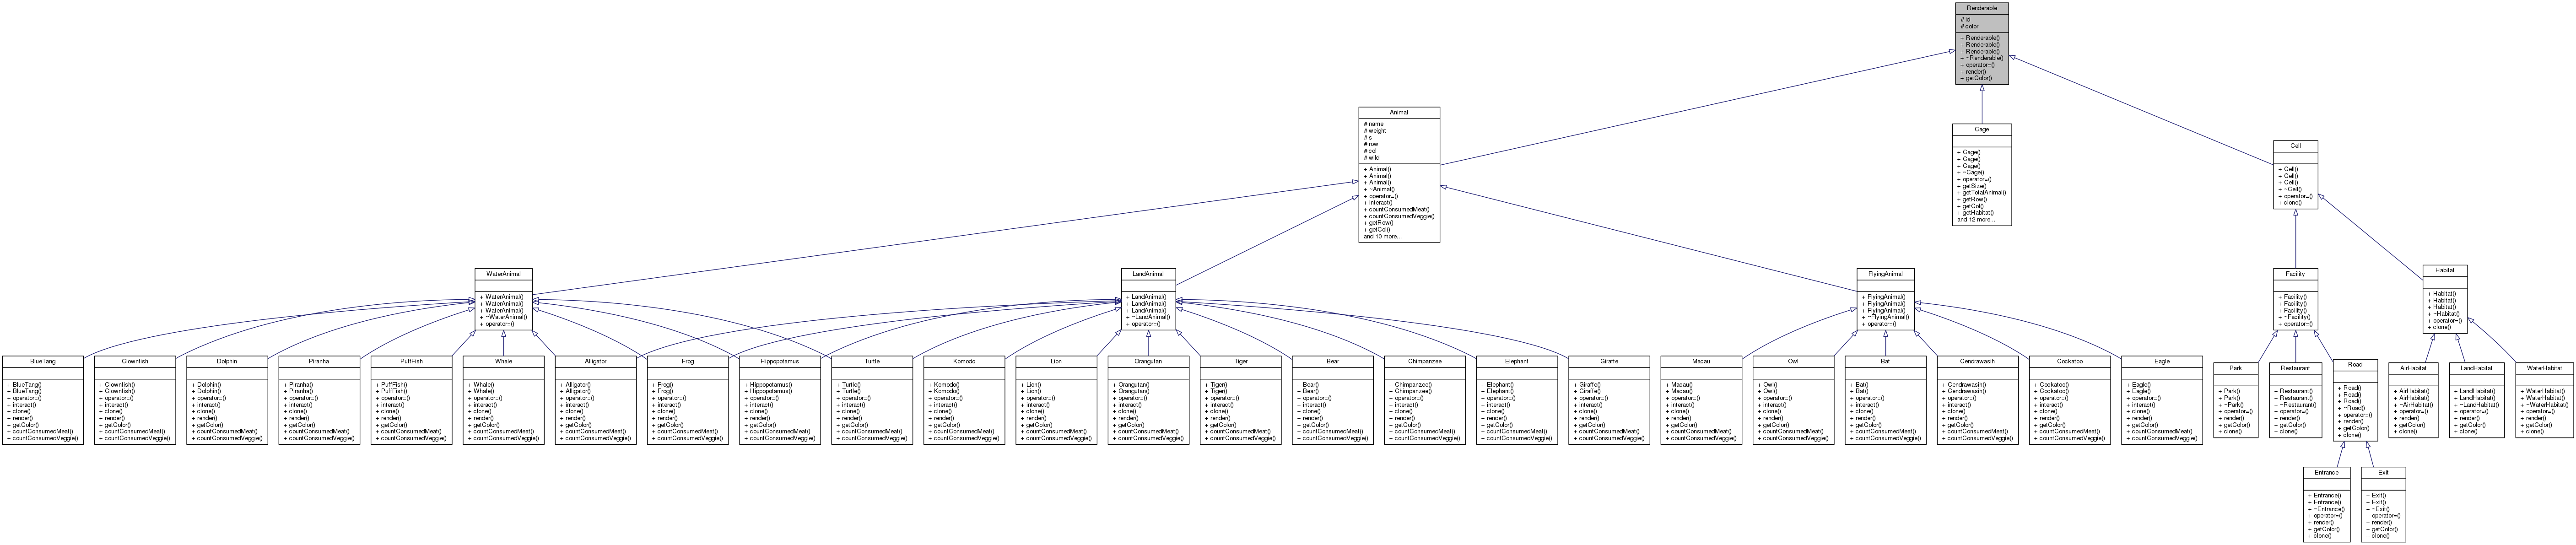 Renderable
# id
# color
+ Renderable()
+ Renderable()
+ Renderable()
+ ~Renderable()
+ operator=()
+ render()
+ getColor()
Animal
# name
# weight
# s
# row
# col
# wild
+ Animal()
+ Animal()
+ Animal()
+ ~Animal()
+ operator=()
+ interact()
+ countConsumedMeat()
+ countConsumedVeggie()
+ getRow()
+ getCol()
and 10 more...
Cage
+ Cage()
+ Cage()
+ Cage()
+ ~Cage()
+ operator=()
+ getSize()
+ getTotalAnimal()
+ getRow()
+ getCol()
+ getHabitat()
and 12 more...
Cell
+ Cell()
+ Cell()
+ Cell()
+ ~Cell()
+ operator=()
+ clone()
WaterAnimal
+ WaterAnimal()
+ WaterAnimal()
+ WaterAnimal()
+ ~WaterAnimal()
+ operator=()
LandAnimal
+ LandAnimal()
+ LandAnimal()
+ LandAnimal()
+ ~LandAnimal()
+ operator=()
FlyingAnimal
+ FlyingAnimal()
+ FlyingAnimal()
+ FlyingAnimal()
+ ~FlyingAnimal()
+ operator=()
Facility
+ Facility()
+ Facility()
+ Facility()
+ ~Facility()
+ operator=()
Habitat
+ Habitat()
+ Habitat()
+ Habitat()
+ ~Habitat()
+ operator=()
+ clone()
BlueTang
+ BlueTang()
+ BlueTang()
+ operator=()
+ interact()
+ clone()
+ render()
+ getColor()
+ countConsumedMeat()
+ countConsumedVeggie()
Clownfish
+ Clownfish()
+ Clownfish()
+ operator=()
+ interact()
+ clone()
+ render()
+ getColor()
+ countConsumedMeat()
+ countConsumedVeggie()
Dolphin
+ Dolphin()
+ Dolphin()
+ operator=()
+ interact()
+ clone()
+ render()
+ getColor()
+ countConsumedMeat()
+ countConsumedVeggie()
Piranha
+ Piranha()
+ Piranha()
+ operator=()
+ interact()
+ clone()
+ render()
+ getColor()
+ countConsumedMeat()
+ countConsumedVeggie()
PuffFish
+ PuffFish()
+ PuffFish()
+ operator=()
+ interact()
+ clone()
+ render()
+ getColor()
+ countConsumedMeat()
+ countConsumedVeggie()
Whale
+ Whale()
+ Whale()
+ operator=()
+ interact()
+ clone()
+ render()
+ getColor()
+ countConsumedMeat()
+ countConsumedVeggie()
Alligator
+ Alligator()
+ Alligator()
+ operator=()
+ interact()
+ clone()
+ render()
+ getColor()
+ countConsumedMeat()
+ countConsumedVeggie()
Frog
+ Frog()
+ Frog()
+ operator=()
+ interact()
+ clone()
+ render()
+ getColor()
+ countConsumedMeat()
+ countConsumedVeggie()
Hippopotamus
+ Hippopotamus()
+ Hippopotamus()
+ operator=()
+ interact()
+ clone()
+ render()
+ getColor()
+ countConsumedMeat()
+ countConsumedVeggie()
Turtle
+ Turtle()
+ Turtle()
+ operator=()
+ interact()
+ clone()
+ render()
+ getColor()
+ countConsumedMeat()
+ countConsumedVeggie()
Komodo
+ Komodo()
+ Komodo()
+ operator=()
+ interact()
+ clone()
+ render()
+ getColor()
+ countConsumedMeat()
+ countConsumedVeggie()
Lion
+ Lion()
+ Lion()
+ operator=()
+ interact()
+ clone()
+ render()
+ getColor()
+ countConsumedMeat()
+ countConsumedVeggie()
Orangutan
+ Orangutan()
+ Orangutan()
+ operator=()
+ interact()
+ clone()
+ render()
+ getColor()
+ countConsumedMeat()
+ countConsumedVeggie()
Tiger
+ Tiger()
+ Tiger()
+ operator=()
+ interact()
+ clone()
+ render()
+ getColor()
+ countConsumedMeat()
+ countConsumedVeggie()
Bear
+ Bear()
+ Bear()
+ operator=()
+ interact()
+ clone()
+ render()
+ getColor()
+ countConsumedMeat()
+ countConsumedVeggie()
Chimpanzee
+ Chimpanzee()
+ Chimpanzee()
+ operator=()
+ interact()
+ clone()
+ render()
+ getColor()
+ countConsumedMeat()
+ countConsumedVeggie()
Elephant
+ Elephant()
+ Elephant()
+ operator=()
+ interact()
+ clone()
+ render()
+ getColor()
+ countConsumedMeat()
+ countConsumedVeggie()
Giraffe
+ Giraffe()
+ Giraffe()
+ operator=()
+ interact()
+ clone()
+ render()
+ getColor()
+ countConsumedMeat()
+ countConsumedVeggie()
Macau
+ Macau()
+ Macau()
+ operator=()
+ interact()
+ clone()
+ render()
+ getColor()
+ countConsumedMeat()
+ countConsumedVeggie()
Owl
+ Owl()
+ Owl()
+ operator=()
+ interact()
+ clone()
+ render()
+ getColor()
+ countConsumedMeat()
+ countConsumedVeggie()
Bat
+ Bat()
+ Bat()
+ operator=()
+ interact()
+ clone()
+ render()
+ getColor()
+ countConsumedMeat()
+ countConsumedVeggie()
Cendrawasih
+ Cendrawasih()
+ Cendrawasih()
+ operator=()
+ interact()
+ clone()
+ render()
+ getColor()
+ countConsumedMeat()
+ countConsumedVeggie()
Cockatoo
+ Cockatoo()
+ Cockatoo()
+ operator=()
+ interact()
+ clone()
+ render()
+ getColor()
+ countConsumedMeat()
+ countConsumedVeggie()
Eagle
+ Eagle()
+ Eagle()
+ operator=()
+ interact()
+ clone()
+ render()
+ getColor()
+ countConsumedMeat()
+ countConsumedVeggie()
Park
+ Park()
+ Park()
+ ~Park()
+ operator=()
+ render()
+ getColor()
+ clone()
Restaurant
+ Restaurant()
+ Restaurant()
+ ~Restaurant()
+ operator=()
+ render()
+ getColor()
+ clone()
Road
+ Road()
+ Road()
+ Road()
+ ~Road()
+ operator=()
+ render()
+ getColor()
+ clone()
AirHabitat
+ AirHabitat()
+ AirHabitat()
+ ~AirHabitat()
+ operator=()
+ render()
+ getColor()
+ clone()
LandHabitat
+ LandHabitat()
+ LandHabitat()
+ ~LandHabitat()
+ operator=()
+ render()
+ getColor()
+ clone()
WaterHabitat
+ WaterHabitat()
+ WaterHabitat()
+ ~WaterHabitat()
+ operator=()
+ render()
+ getColor()
+ clone()
Entrance
+ Entrance()
+ Entrance()
+ ~Entrance()
+ operator=()
+ render()
+ getColor()
+ clone()
Exit
+ Exit()
+ Exit()
+ ~Exit()
+ operator=()
+ render()
+ getColor()
+ clone()